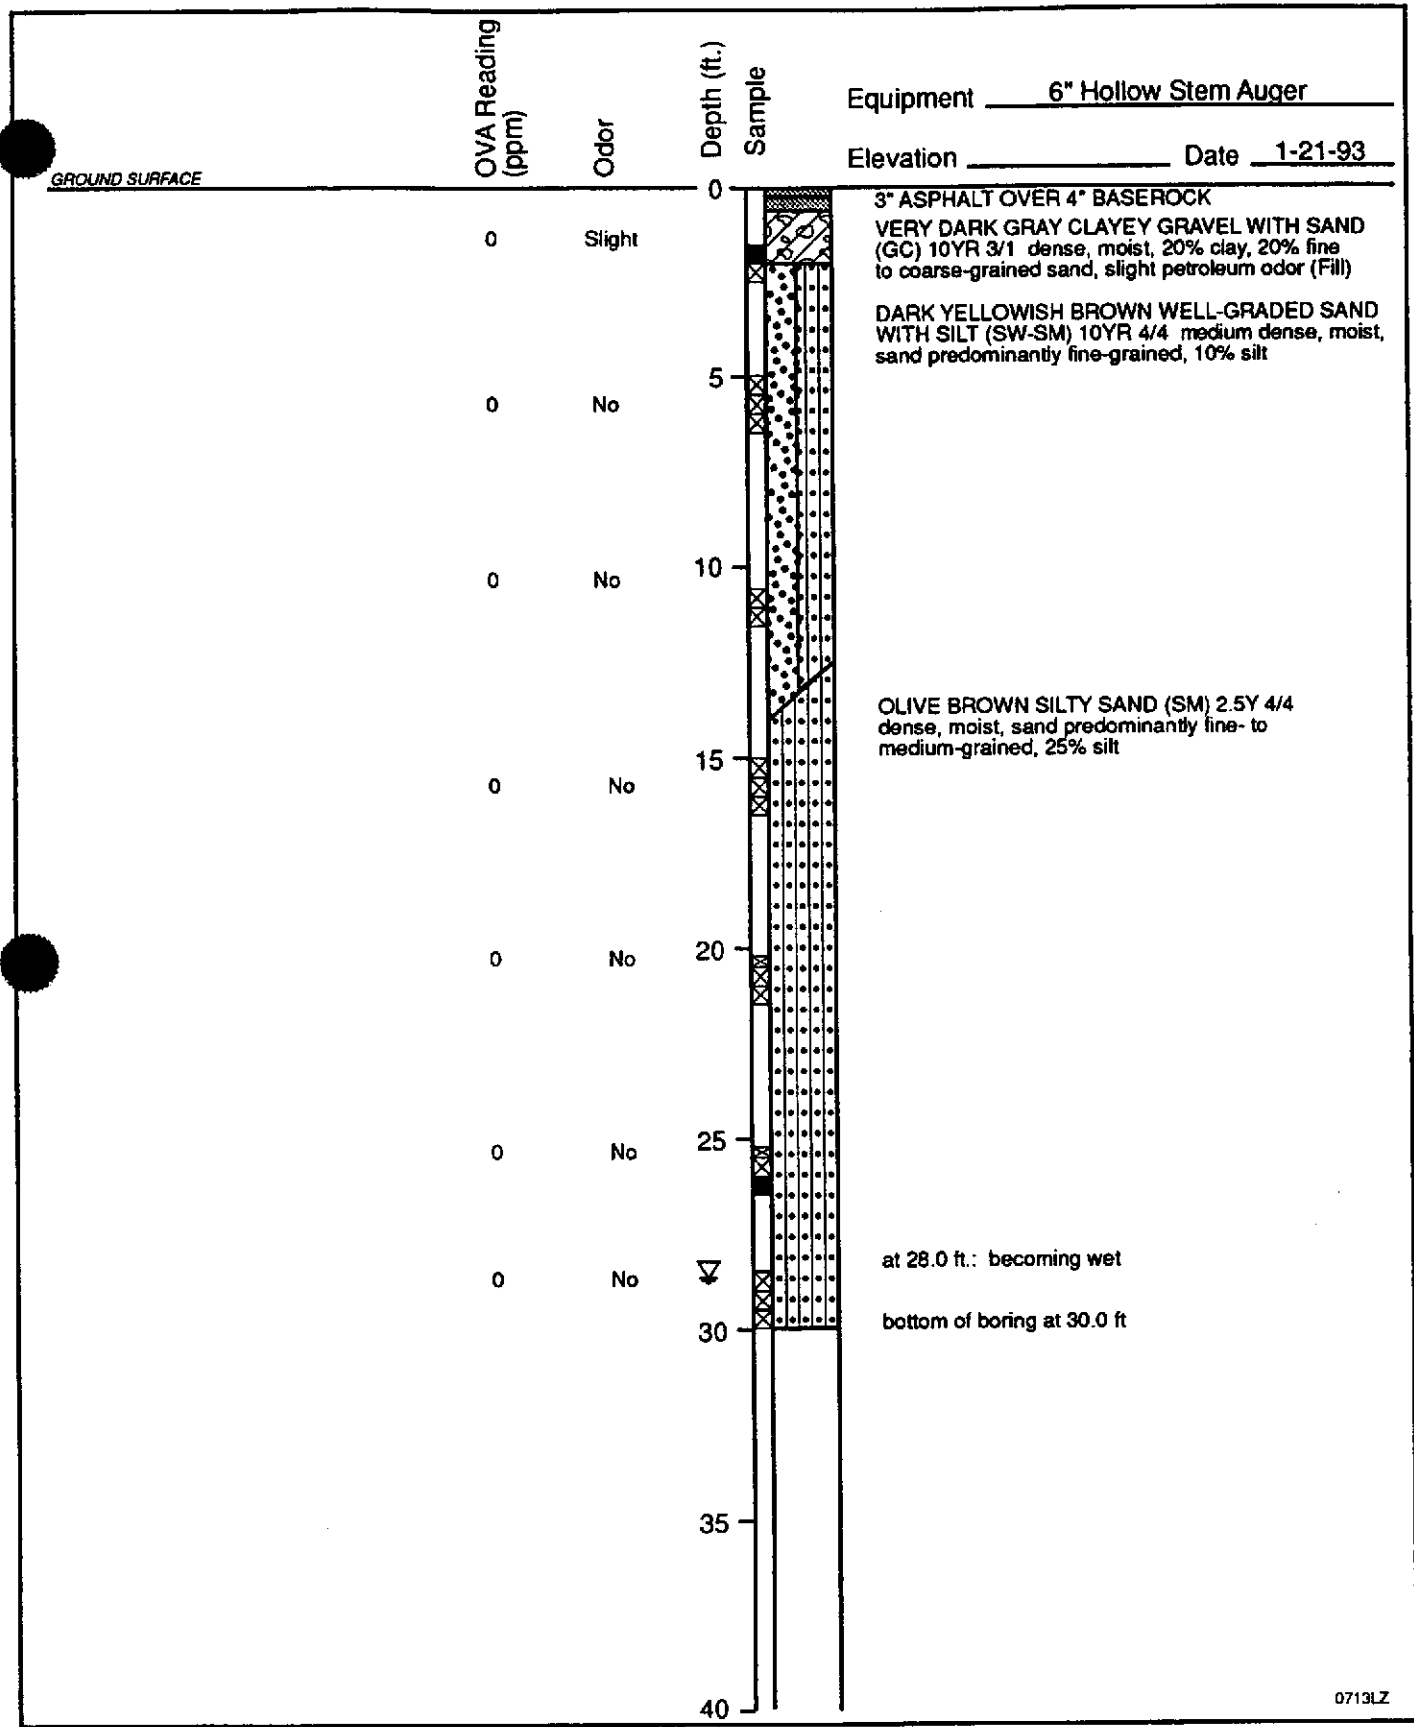 OVA Reading
(ppm)
Odor
Depth (ft.)
Sample
Equipment 6" Hollow Stem Auger
Elevation Date 1-21-93
GROUND SURFACE
0
3" ASPHALT OVER 4" BASEROCK
0 Slight
VERY DARK GRAY CLAYEY GRAVEL WITH SAND
(GC) 10YR 3/1 dense, moist, 20% clay, 20% fine
to coarse-grained sand, slight petroleum odor (Fill)
DARK YELLOWISH BROWN WELL-GRADED SAND
WITH SILT (SW-SM) 10YR 4/4 medium dense, moist,
sand predominantly fine-grained, 10% silt
5
0 No
10
0 No
OLIVE BROWN SILTY SAND (SM) 2.5Y 4/4
dense, moist, sand predominantly fine- to
medium-grained, 25% silt
15
0 No
20
0 No
25
0 No
at 28.0 ft.: becoming wet
0 No
bottom of boring at 30.0 ft
30
35
40
0713LZ